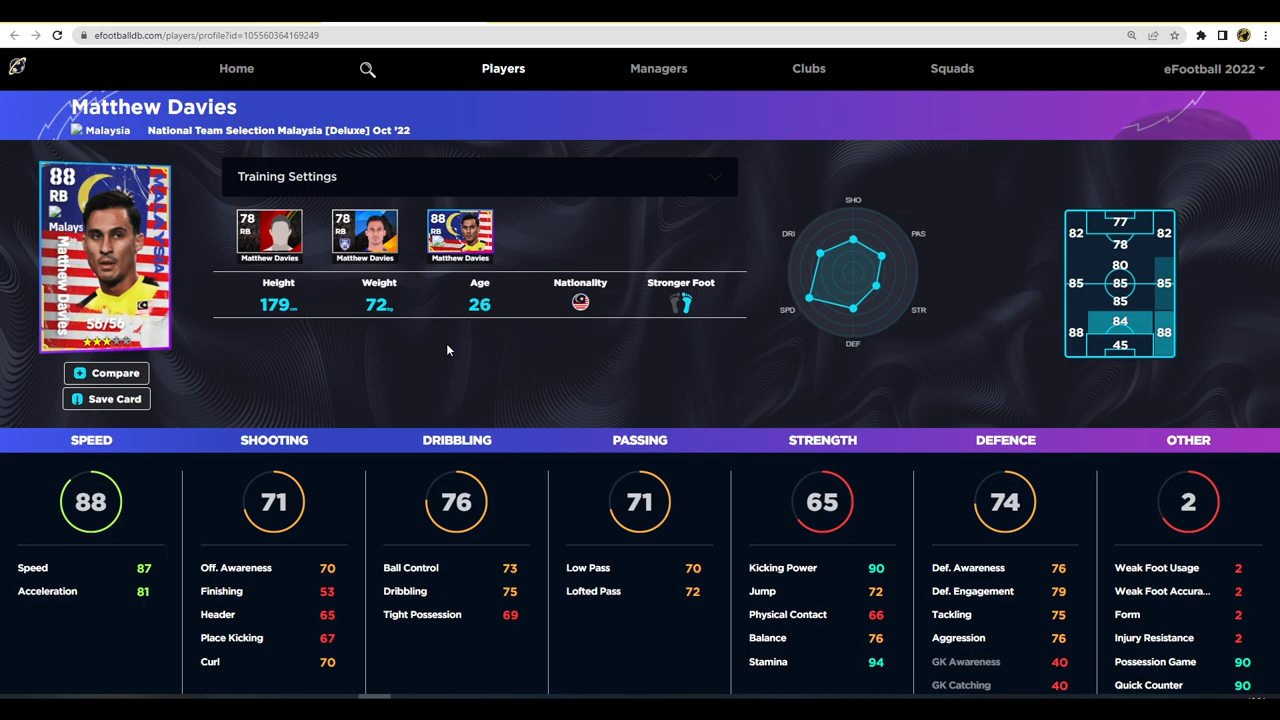 efootballdb.com/players/profile?id=105560364169249
Home
Players
Managers
Clubs
Squads
eFootball 2022
Matthew Davies
Malaysia
National Team Selection Malaysia [Deluxe] Oct '22
88
RB
Malays
MALAYSIA
Matthew Davies
56/56
Compare
Save Card
Training Settings
78
RB
Matthew Davies
78
RB
Matthew Davies
88
RB
Matthew Davies
Height
Weight
Age
Nationality
Stronger Foot
179cm
72kg
26
SHO
DRI
PAS
SPD
STR
DEF
77
82
82
78
80
85
85
85
85
84
88
88
45
SPEED
SHOOTING
DRIBBLING
PASSING
STRENGTH
DEFENCE
OTHER
88
71
76
71
65
74
2
Speed 87
Acceleration 81
Off. Awareness 70
Finishing 53
Header 65
Place Kicking 67
Curl 70
Ball Control 73
Dribbling 75
Tight Possession 69
Low Pass 70
Lofted Pass 72
Kicking Power 90
Jump 72
Physical Contact 66
Balance 76
Stamina 94
Def. Awareness 76
Def. Engagement 79
Tackling 75
Aggression 76
GK Awareness 40
GK Catching 40
Weak Foot Usage 2
Weak Foot Accura... 2
Form 2
Injury Resistance 2
Possession Game 90
Quick Counter 90